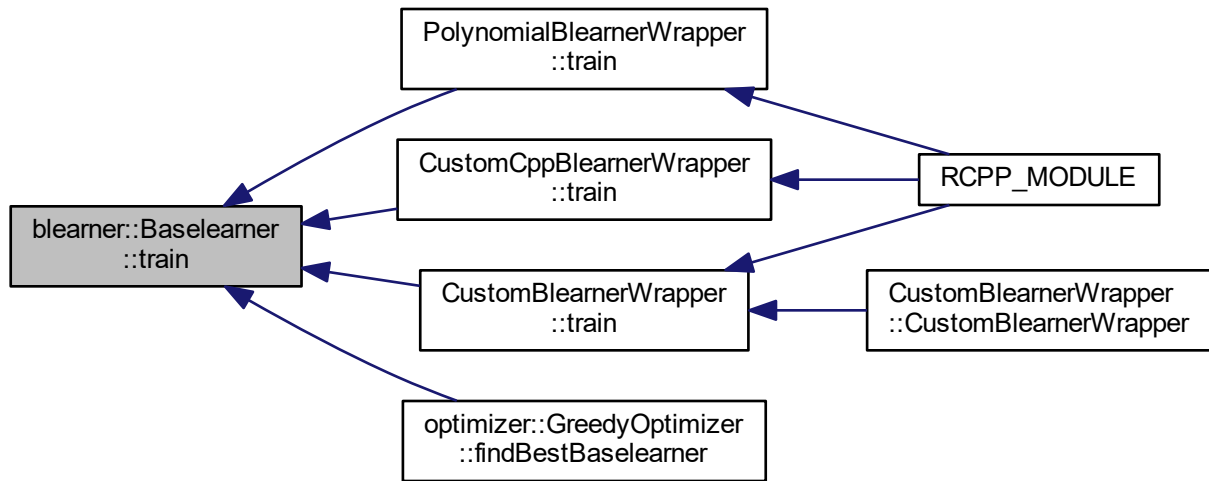 PolynomialBlearnerWrapper
::train
CustomCppBlearnerWrapper
::train
RCPP_MODULE
blearner::Baselearner
::train
CustomBlearnerWrapper
::train
CustomBlearnerWrapper
::CustomBlearnerWrapper
optimizer::GreedyOptimizer
::findBestBaselearner